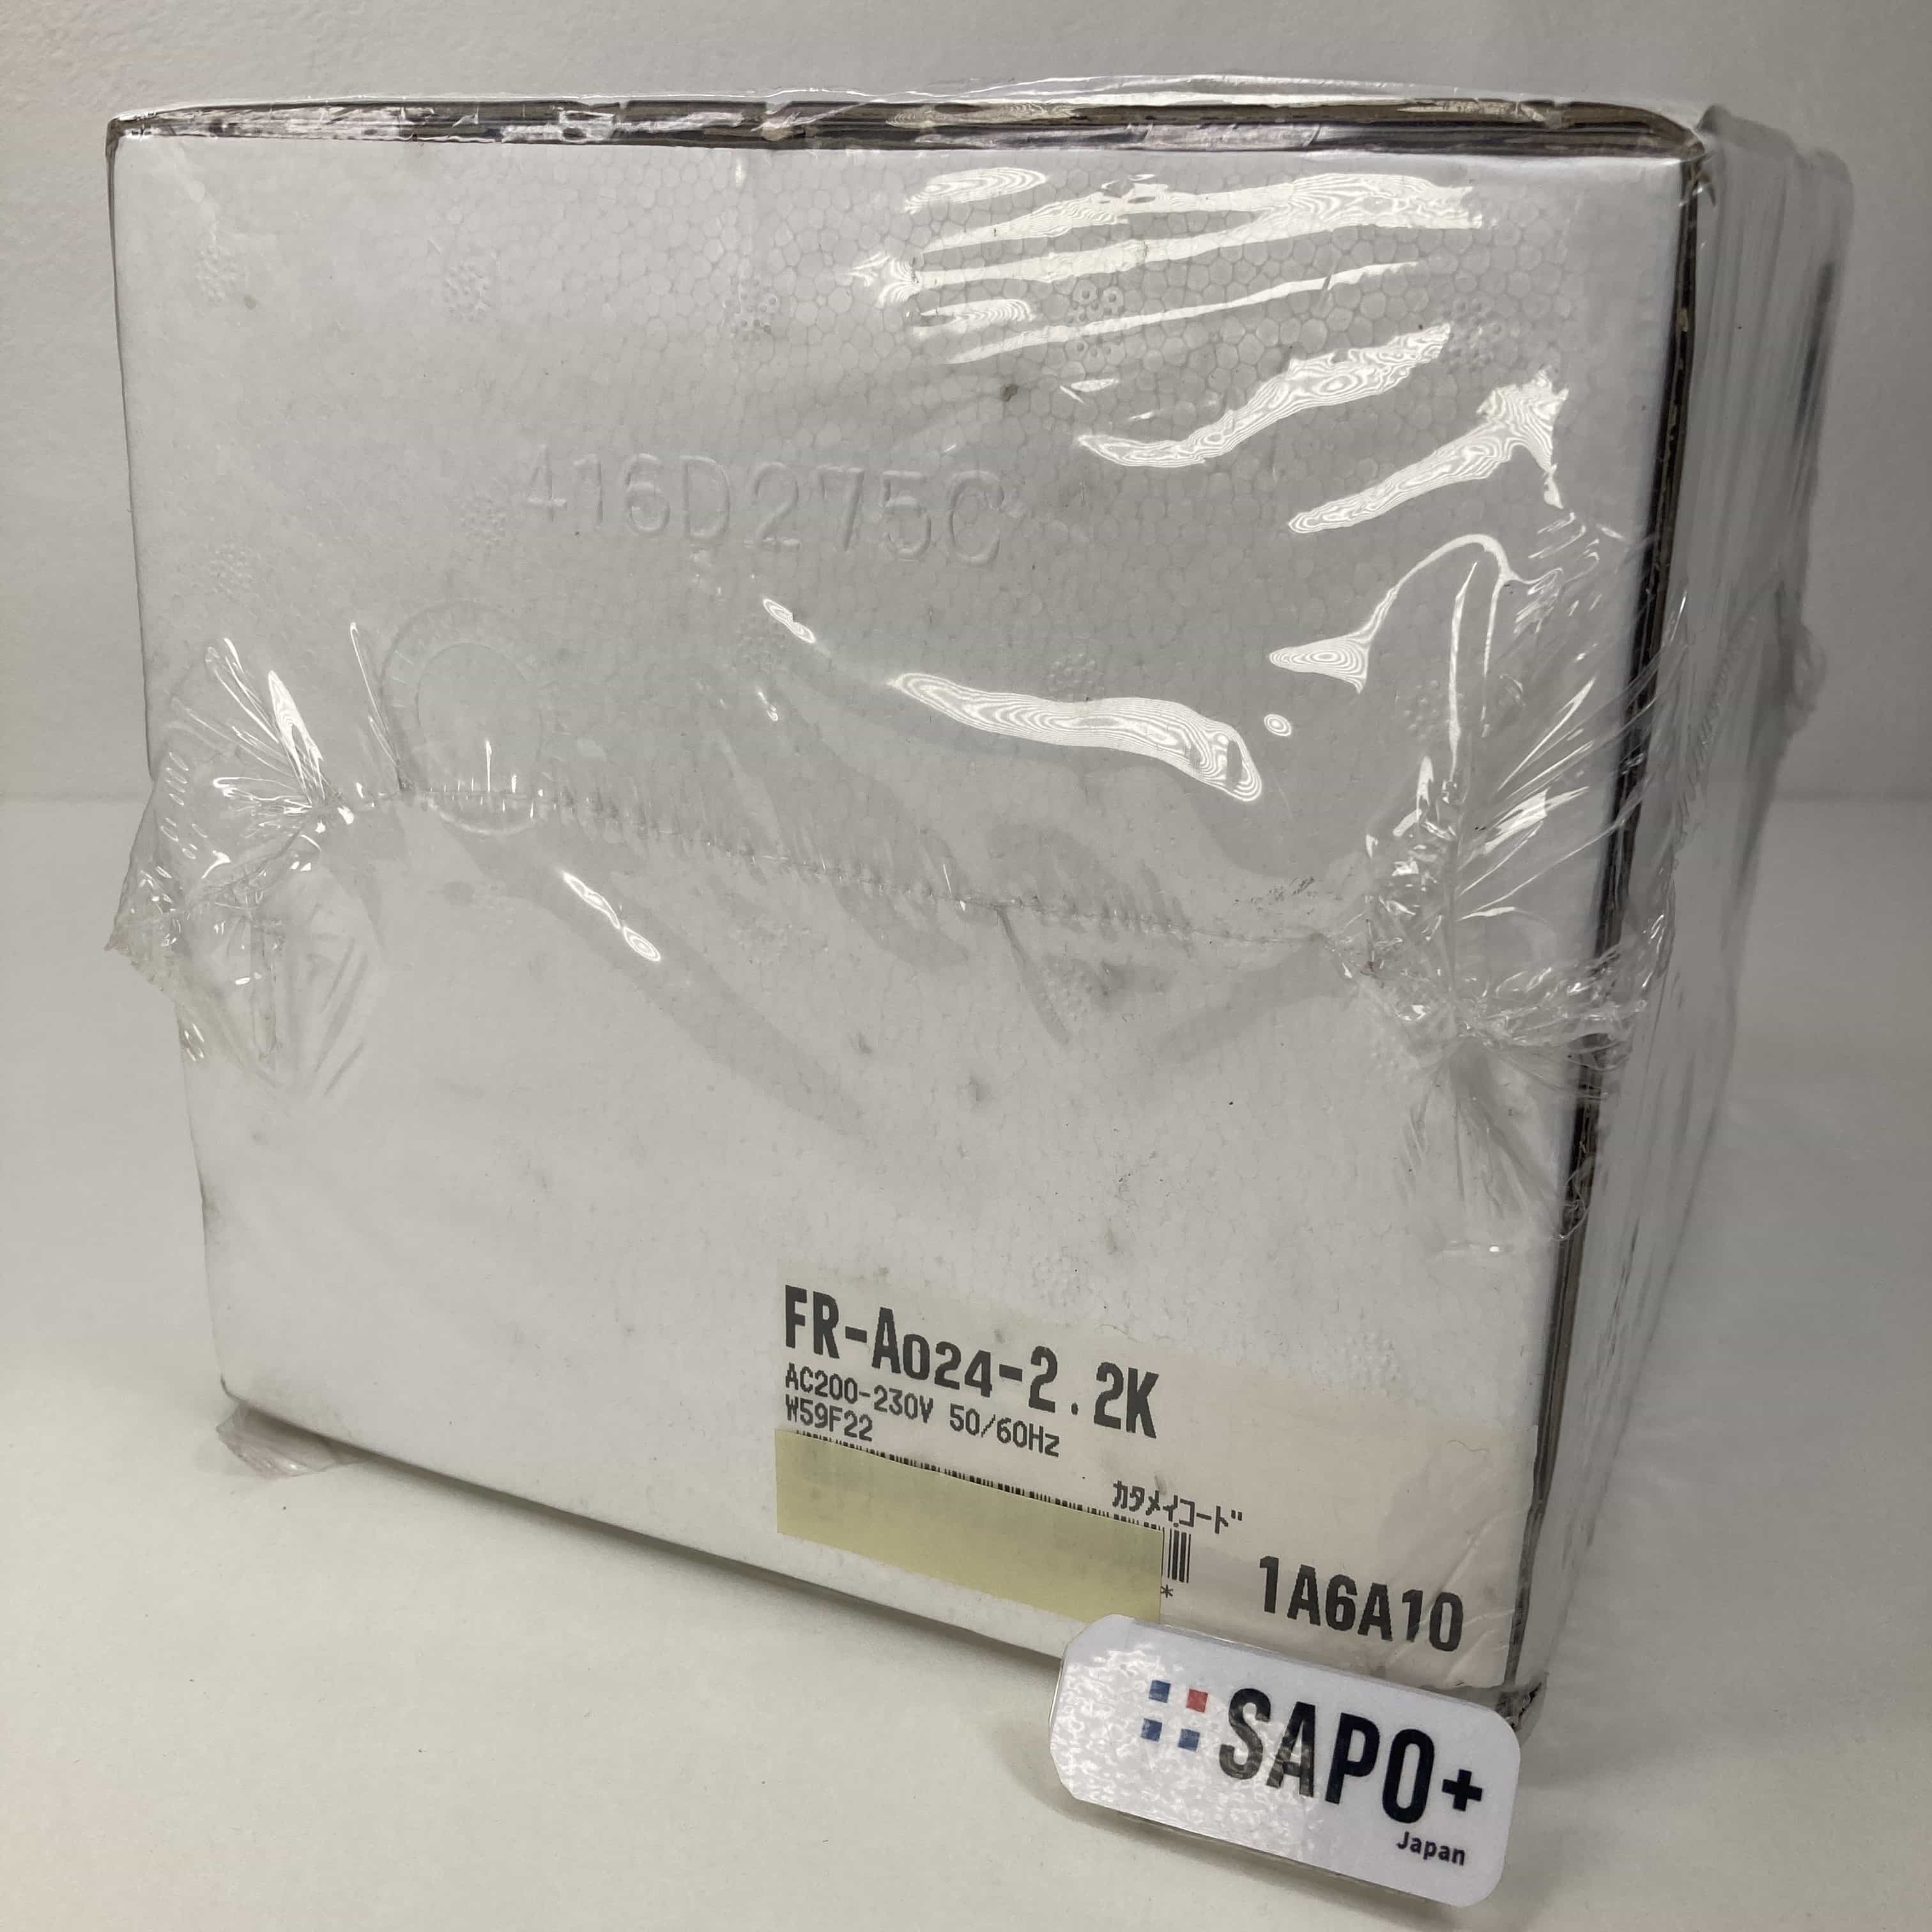 416D275C
FR-A024-2.2K
AC200-230V 50/60Hz
W59F22
ｶﾀﾒｲｺｰﾄﾞ
*
1A6A10
SAPO+
Japan